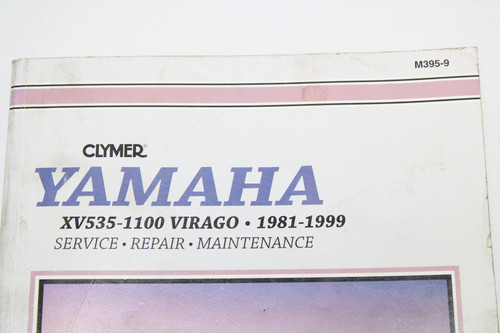 M395-9
CLYMER®
YAMAHA
XV535-1100 VIRAGO • 1981-1999
SERVICE • REPAIR • MAINTENANCE